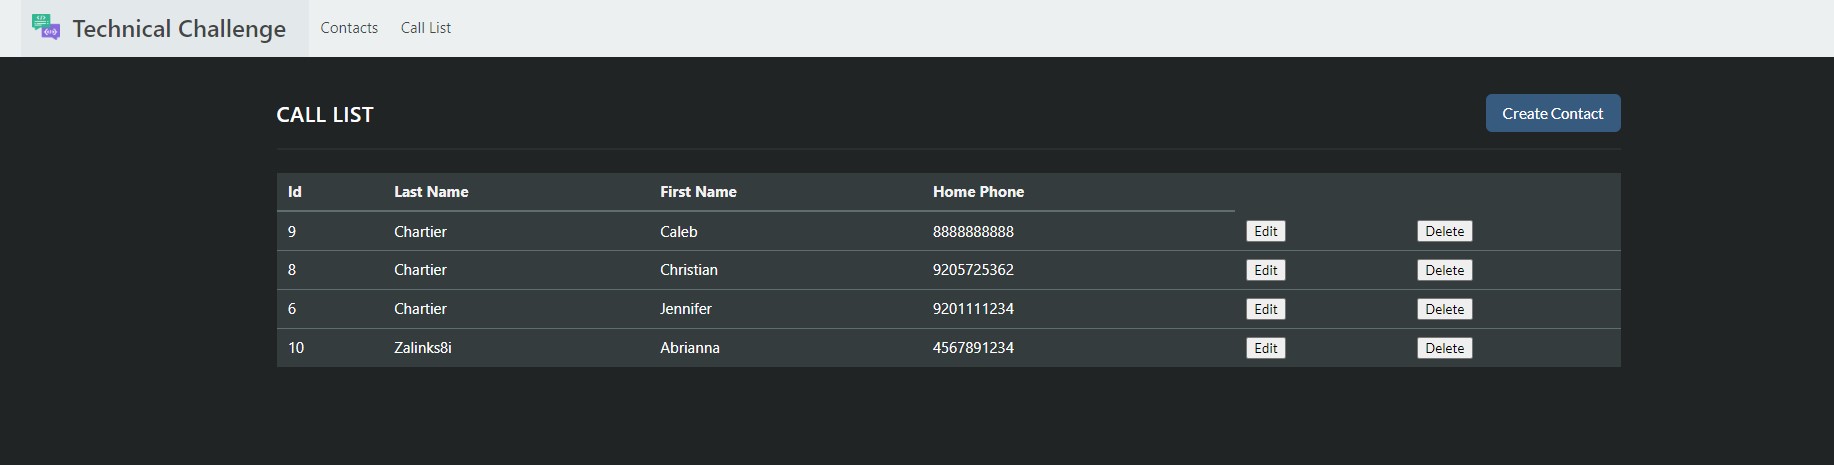 Technical Challenge Contacts Call List
CALL LIST Create Contact
Id Last Name First Name Home Phone
9 Chartier Caleb 8888888888 Edit Delete
8 Chartier Christian 9205725362 Edit Delete
6 Chartier Jennifer 9201111234 Edit Delete
10 Zalinks8i Abrianna 4567891234 Edit Delete